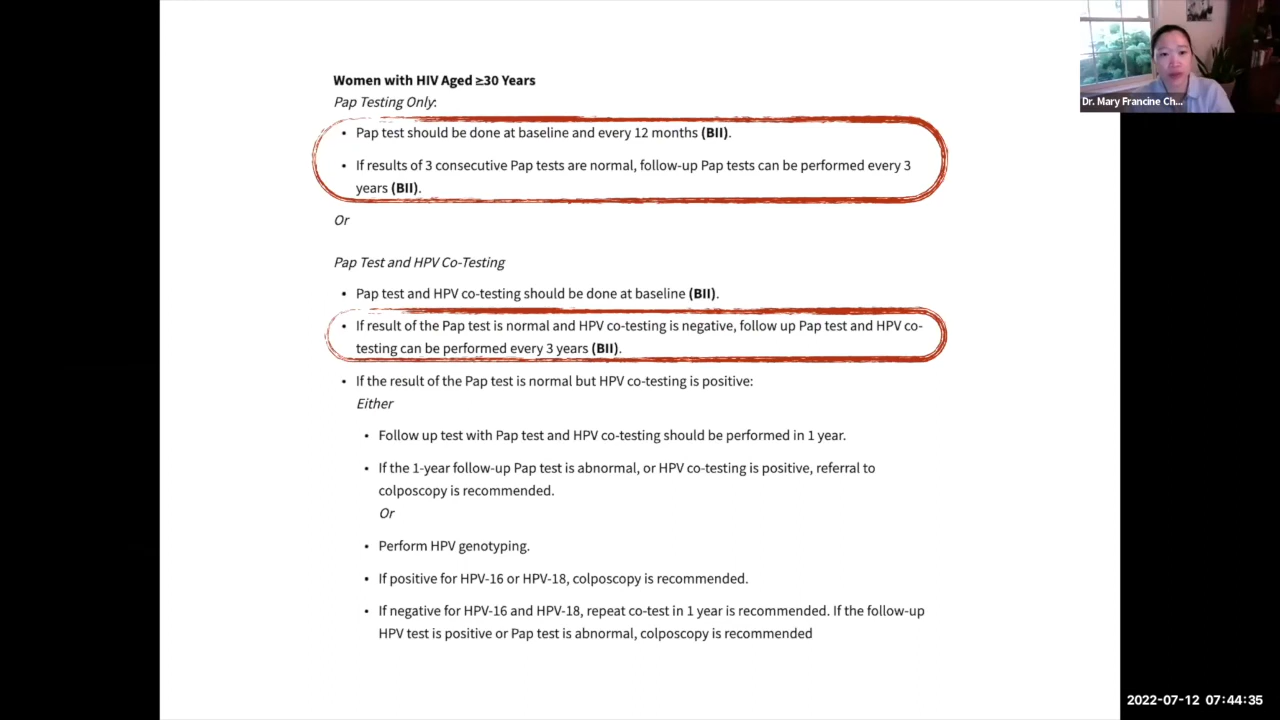 Women with HIV Aged ≥30 Years
Pap Testing Only:
• Pap test should be done at baseline and every 12 months (BII).
• If results of 3 consecutive Pap tests are normal, follow-up Pap tests can be performed every 3
years (BII).
Or
Pap Test and HPV Co-Testing
• Pap test and HPV co-testing should be done at baseline (BII).
• If result of the Pap test is normal and HPV co-testing is negative, follow up Pap test and HPV co-
testing can be performed every 3 years (BII).
• If the result of the Pap test is normal but HPV co-testing is positive:
Either
• Follow up test with Pap test and HPV co-testing should be performed in 1 year.
• If the 1-year follow-up Pap test is abnormal, or HPV co-testing is positive, referral to
colposcopy is recommended.
Or
• Perform HPV genotyping.
• If positive for HPV-16 or HPV-18, colposcopy is recommended.
• If negative for HPV-16 and HPV-18, repeat co-test in 1 year is recommended. If the follow-up
HPV test is positive or Pap test is abnormal, colposcopy is recommended
Dr. Mary Francine Ch...
2022-07-12 07:44:35